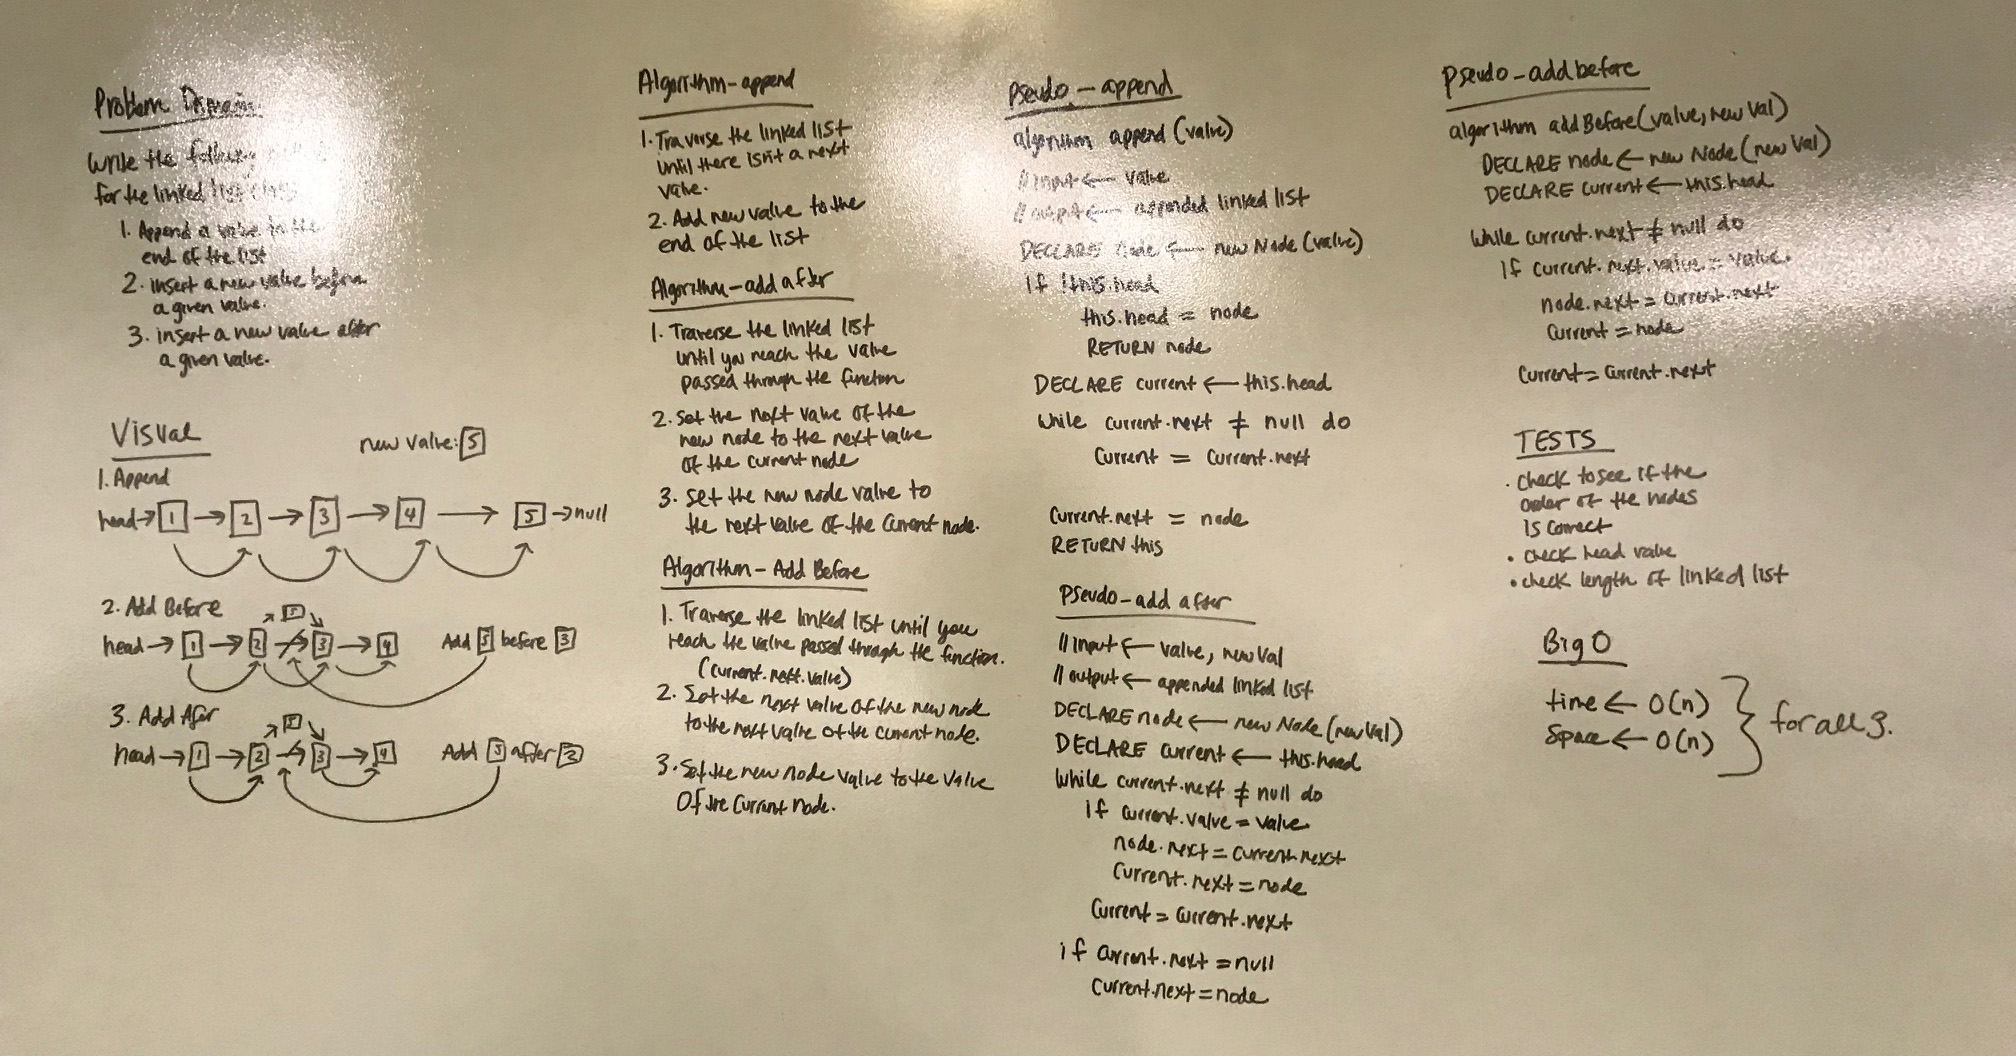 Problem Domain
Write the following
for the linked list class
1. Append a value to the
end of the list
2. insert a new value before
a given value.
3. insert a new value after
a given value.
Visual
new value: 5
1. Append
head→ 1 → 2 → 3 → 4 → 5 → null
2. Add Before
5
head → 1 → 2 → 3 → 4 Add 5 before 3
3. Add After
5
head → 1 → 2 → 3 → 4 Add 5 after 2
Algorithm - append
1. Traverse the linked list
until there isn't a next
value.
2. Add new value to the
end of the list
Algorithm - add after
1. Traverse the linked list
until you reach the value
passed through the function
2. Set the next value of the
new node to the next value
of the current node
3. Set the new node value to
the next value of the current node.
Algorithm - Add Before
1. Traverse the linked list until you
reach the value passed through the function.
(current.next.value)
2. Set the next value of the new node
to the next value of the current node.
3. Set the new node value to the value
of the current node.
Pseudo - append
algorithm append (value)
// input ← value
// output ← appended linked list
DECLARE node ← new Node (value)
if !this.head
this.head = node
RETURN node
DECLARE current ← this.head
while current.next ≠ null do
current = current.next
current.next = node
RETURN this
Pseudo - add after
// input ← value, newVal
// output ← appended linked list
DECLARE node ← new Node (newVal)
DECLARE current ← this.head
while current.next ≠ null do
if current.value = value
node.next = current.next
current.next = node
current = current.next
if current.next = null
current.next = node
Pseudo - add before
algorithm addBefore(value, newVal)
DECLARE node ← new Node (newVal)
DECLARE current ← this.head
while current.next ≠ null do
if current.next.value = value.
node.next = current.next
current = node
current = current.next
TESTS
· check to see if the
order of the nodes
is correct
• check head value
• check length of linked list
Big O
time ← O(n)
space ← O(n)
} for all 3.